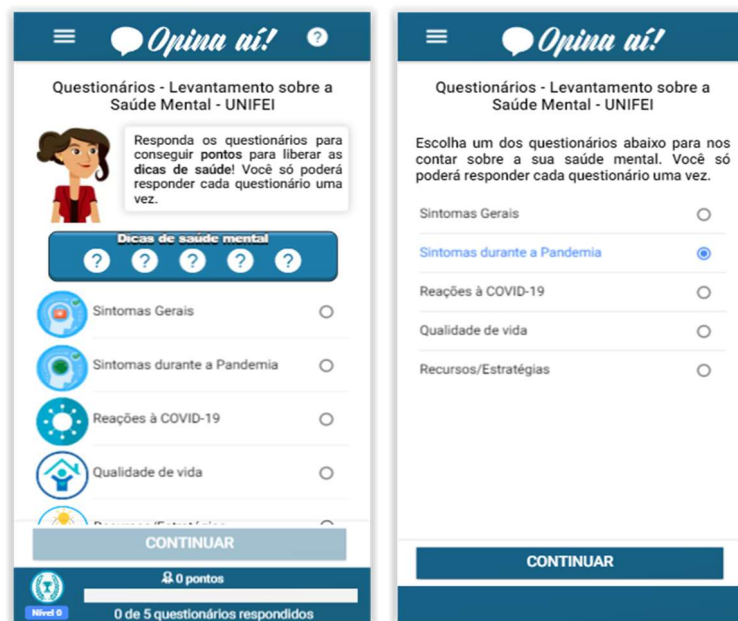 Opina aí!
?
Questionários - Levantamento sobre a
Saúde Mental - UNIFEI
Responda os questionários para
conseguir pontos para liberar as
dicas de saúde! Você só poderá
responder cada questionário uma
vez.
Dicas de saúde mental
? ? ? ? ?
Sintomas Gerais
Sintomas durante a Pandemia
Reações à COVID-19
Qualidade de vida
CONTINUAR
0 pontos
Nível 0
0 de 5 questionários respondidos
Opina aí!
Questionários - Levantamento sobre a
Saúde Mental - UNIFEI
Escolha um dos questionários abaixo para nos
contar sobre a sua saúde mental. Você só
poderá responder cada questionário uma vez.
Sintomas Gerais
Sintomas durante a Pandemia
Reações à COVID-19
Qualidade de vida
Recursos/Estratégias
CONTINUAR